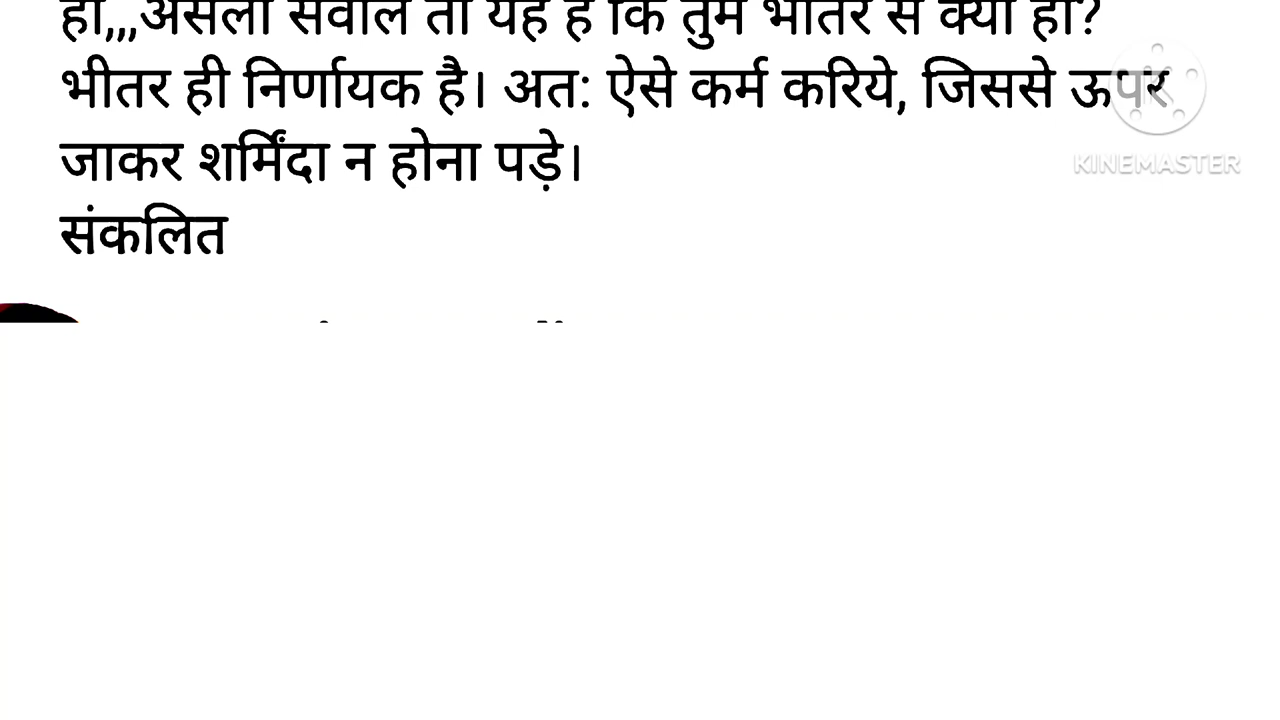 हो,,,असली सवाल तो यह है कि तुम भीतर से क्या हो?
भीतर ही निर्णायक है। अत: ऐसे कर्म करिये, जिससे ऊपर
जाकर शर्मिंदा न होना पड़े।
संकलित
KINEMASTER